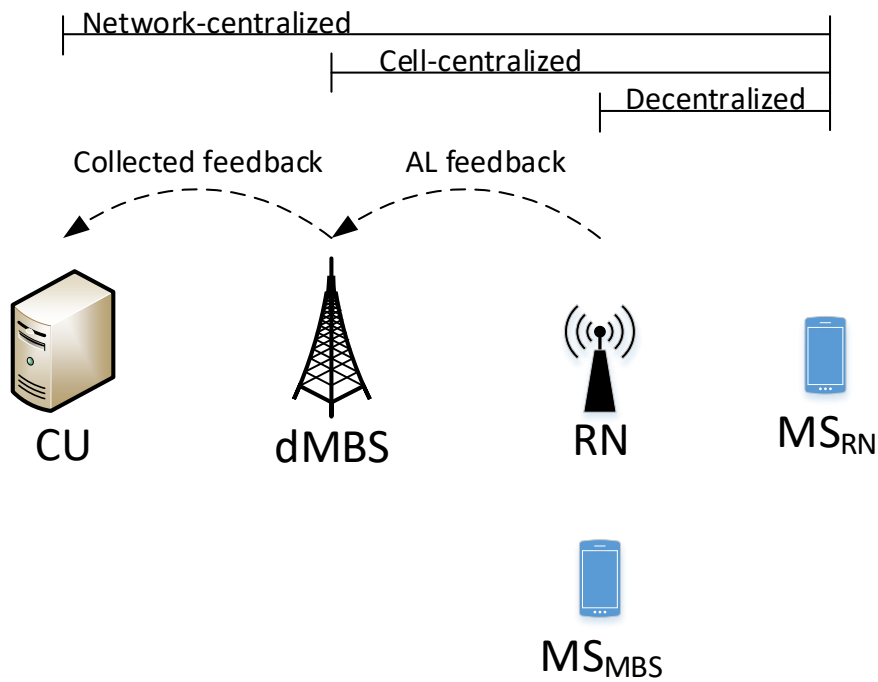 Network-centralized
Cell-centralized
Decentralized
Collected feedback
AL feedback
CU
dMBS
RN
MSRN
MSMBS